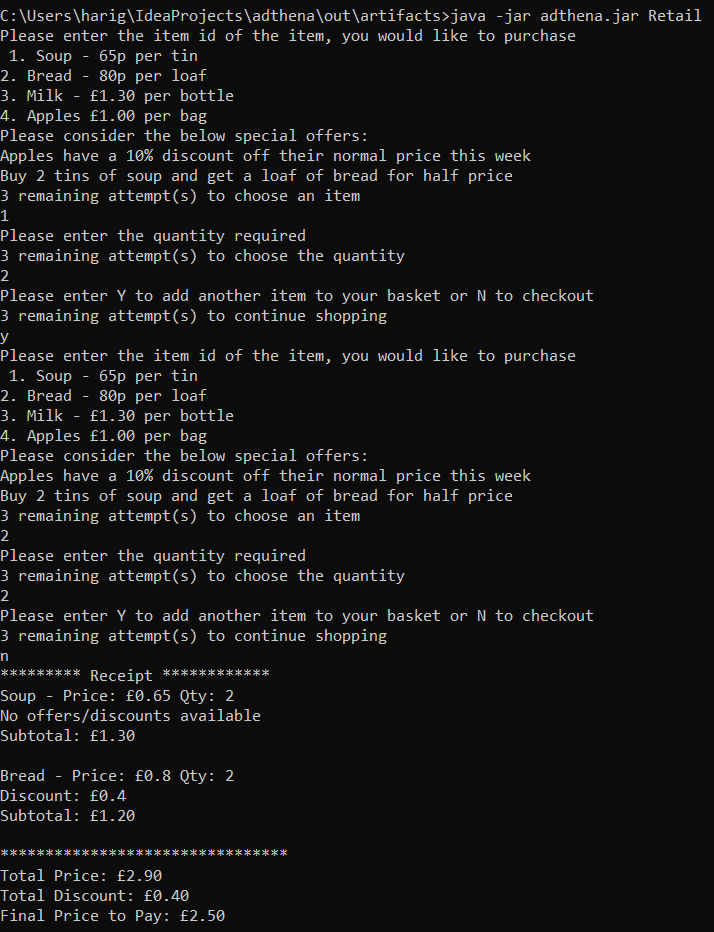 C:\Users\harig\IdeaProjects\adthena\out\artifacts>java -jar adthena.jar Retail
Please enter the item id of the item, you would like to purchase
 1. Soup - 65p per tin
2. Bread - 80p per loaf
3. Milk - £1.30 per bottle
4. Apples £1.00 per bag
Please consider the below special offers:
Apples have a 10% discount off their normal price this week
Buy 2 tins of soup and get a loaf of bread for half price
3 remaining attempt(s) to choose an item
1
Please enter the quantity required
3 remaining attempt(s) to choose the quantity
2
Please enter Y to add another item to your basket or N to checkout
3 remaining attempt(s) to continue shopping
y
Please enter the item id of the item, you would like to purchase
 1. Soup - 65p per tin
2. Bread - 80p per loaf
3. Milk - £1.30 per bottle
4. Apples £1.00 per bag
Please consider the below special offers:
Apples have a 10% discount off their normal price this week
Buy 2 tins of soup and get a loaf of bread for half price
3 remaining attempt(s) to choose an item
2
Please enter the quantity required
3 remaining attempt(s) to choose the quantity
2
Please enter Y to add another item to your basket or N to checkout
3 remaining attempt(s) to continue shopping
n
********* Receipt ************
Soup - Price: £0.65 Qty: 2
No offers/discounts available
Subtotal: £1.30

Bread - Price: £0.8 Qty: 2
Discount: £0.4
Subtotal: £1.20

********************************
Total Price: £2.90
Total Discount: £0.40
Final Price to Pay: £2.50